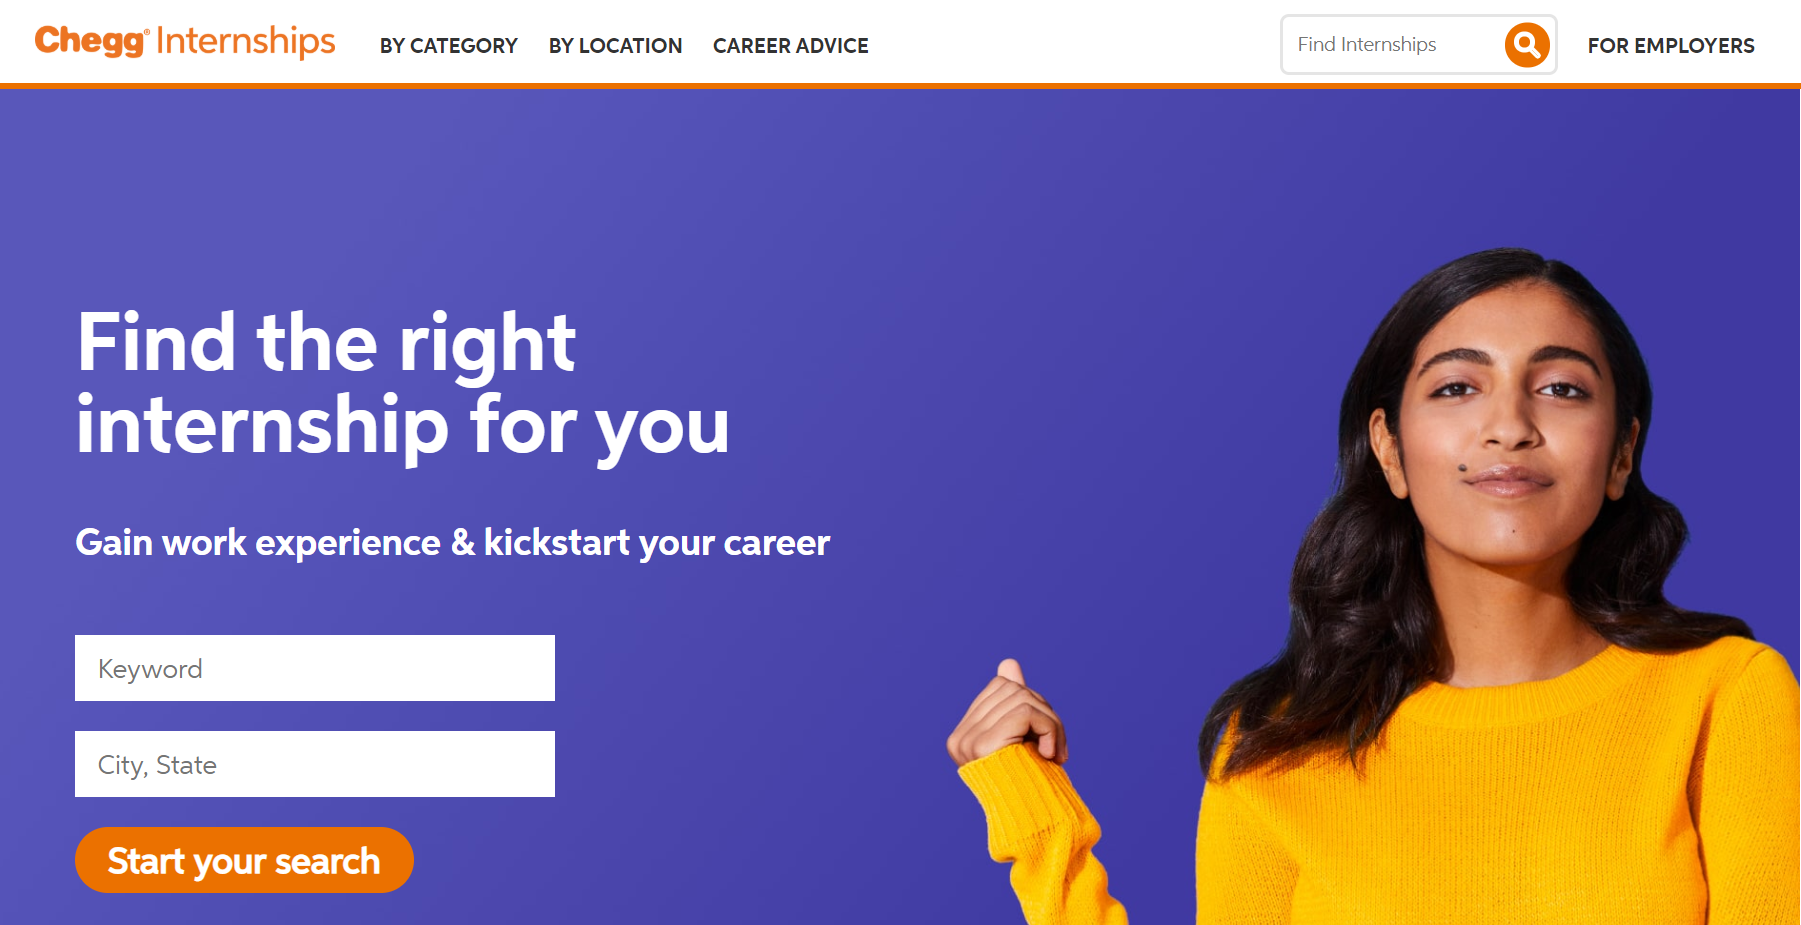 Chegg® Internships
BY CATEGORY
BY LOCATION
CAREER ADVICE
Find Internships
FOR EMPLOYERS
Find the right
internship for you
Gain work experience & kickstart your career
Keyword
City, State
Start your search